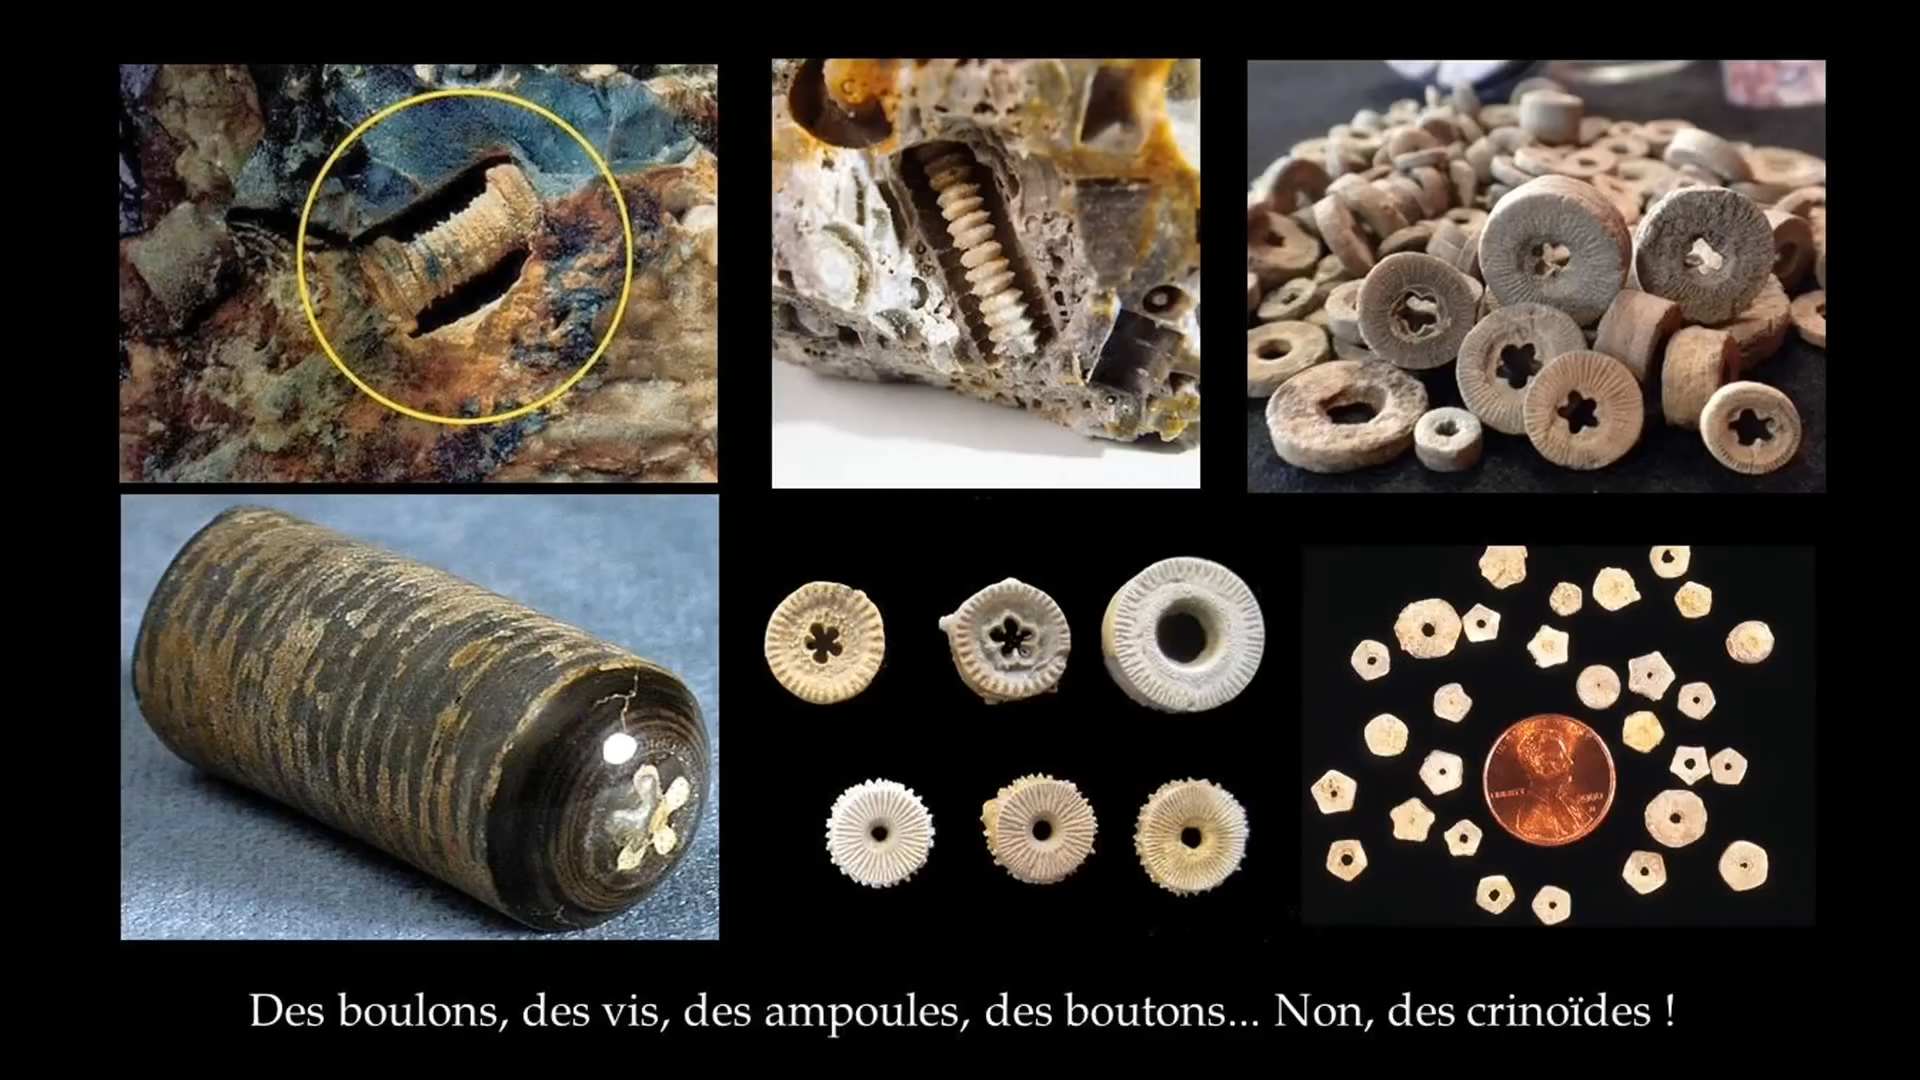 Des boulons, des vis, des ampoules, des boutons... Non, des crinoïdes !